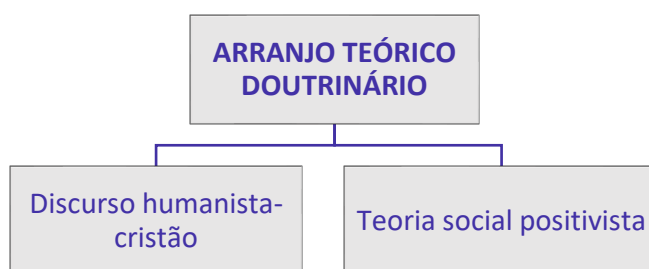 ARRANJO TEÓRICO
DOUTRINÁRIO
Discurso humanista-
cristão
Teoria social positivista